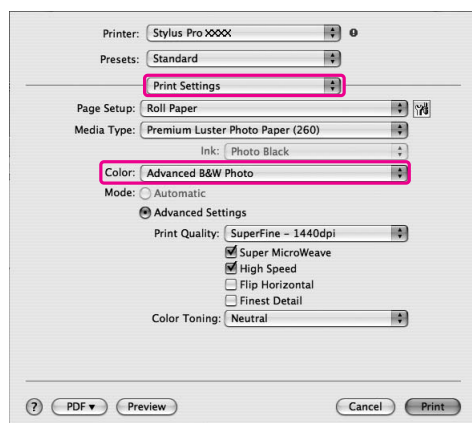 Printer: Stylus Pro XXXX
Presets: Standard
Print Settings
Page Setup: Roll Paper
Media Type: Premium Luster Photo Paper (260)
Ink: Photo Black
Color: Advanced B&W Photo
Mode: Automatic
Advanced Settings
Print Quality: SuperFine – 1440dpi
Super MicroWeave
High Speed
Flip Horizontal
Finest Detail
Color Toning: Neutral
? PDF ▾ Preview Cancel Print